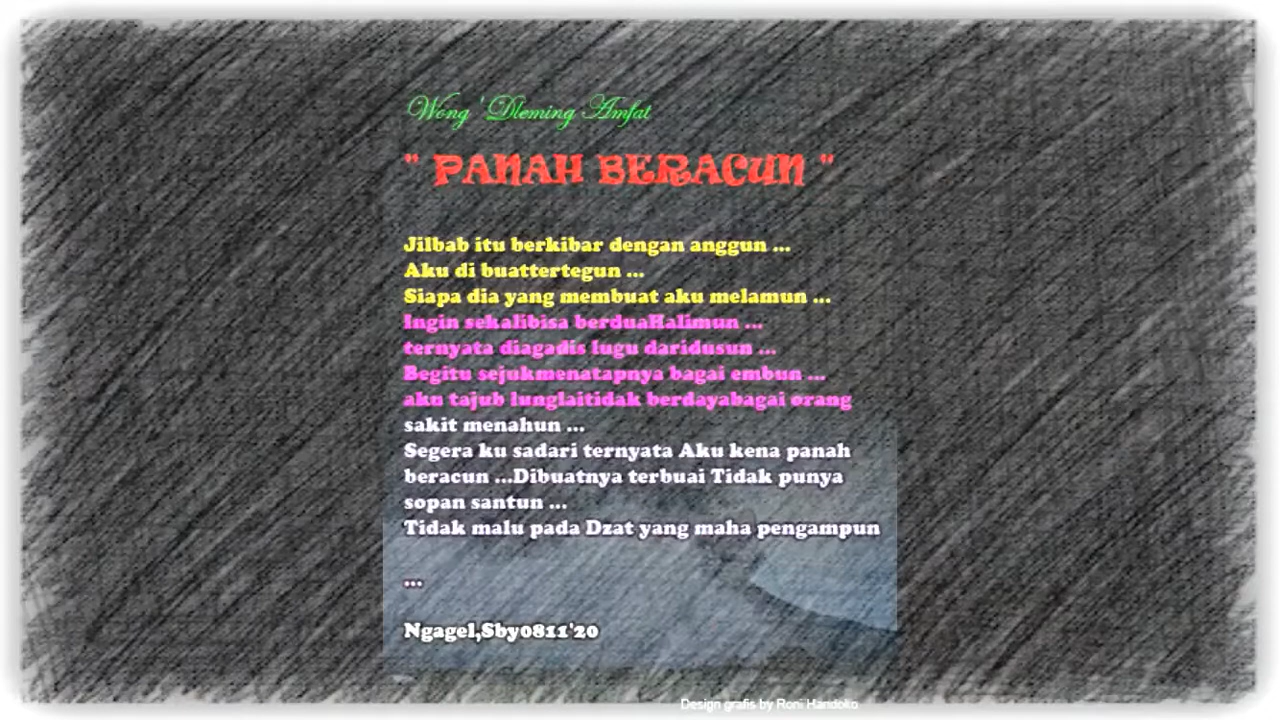 Wong 'Dleming Amfat
" PANAH BERACUN "
Jilbab itu berkibar dengan anggun ...
Aku di buattertegun ...
Siapa dia yang membuat aku melamun ...
Ingin sekalibisa berduaHalimun ...
ternyata diagadis lugu daridusun ...
Begitu sejukmenatapnya bagai embun ...
aku tajub lunglaitidak berdayabagai orang
sakit menahun ...
Segera ku sadari ternyata Aku kena panah
beracun ...Dibuatnya terbuai Tidak punya
sopan santun ...
Tidak malu pada Dzat yang maha pengampun
...
Ngagel,Sby0811'20
Design grafis by Roni Handoko